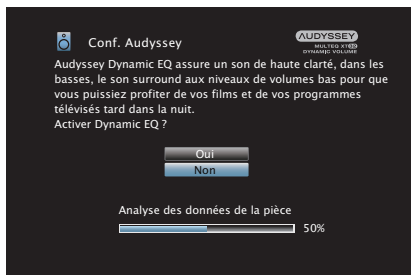 Conf. Audyssey
AUDYSSEY
MULTEQ XT32
DYNAMIC VOLUME
Audyssey Dynamic EQ assure un son de haute clarté, dans les
basses, le son surround aux niveaux de volumes bas pour que
vous puissiez profiter de vos films et de vos programmes
télévisés tard dans la nuit.
Activer Dynamic EQ ?
Oui
Non
Analyse des données de la pièce
50%